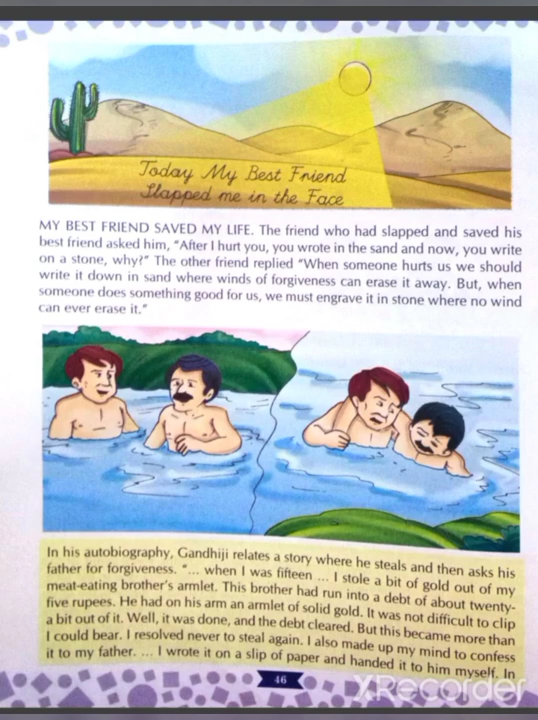 Today My Best Friend
Slapped me in the Face
MY BEST FRIEND SAVED MY LIFE. The friend who had slapped and saved his
best friend asked him, “After I hurt you, you wrote in the sand and now, you write
on a stone, why?” The other friend replied “When someone hurts us we should
write it down in sand where winds of forgiveness can erase it away. But, when
someone does something good for us, we must engrave it in stone where no wind
can ever erase it.”
In his autobiography, Gandhiji relates a story where he steals and then asks his
father for forgiveness. “... when I was fifteen ... I stole a bit of gold out of my
meat-eating brother’s armlet. This brother had run into a debt of about twenty-
five rupees. He had on his arm an armlet of solid gold. It was not difficult to clip
a bit out of it. Well, it was done, and the debt cleared. But this became more than
I could bear. I resolved never to steal again. I also made up my mind to confess
it to my father. ... I wrote it on a slip of paper and handed it to him myself. In
46
XRecorder